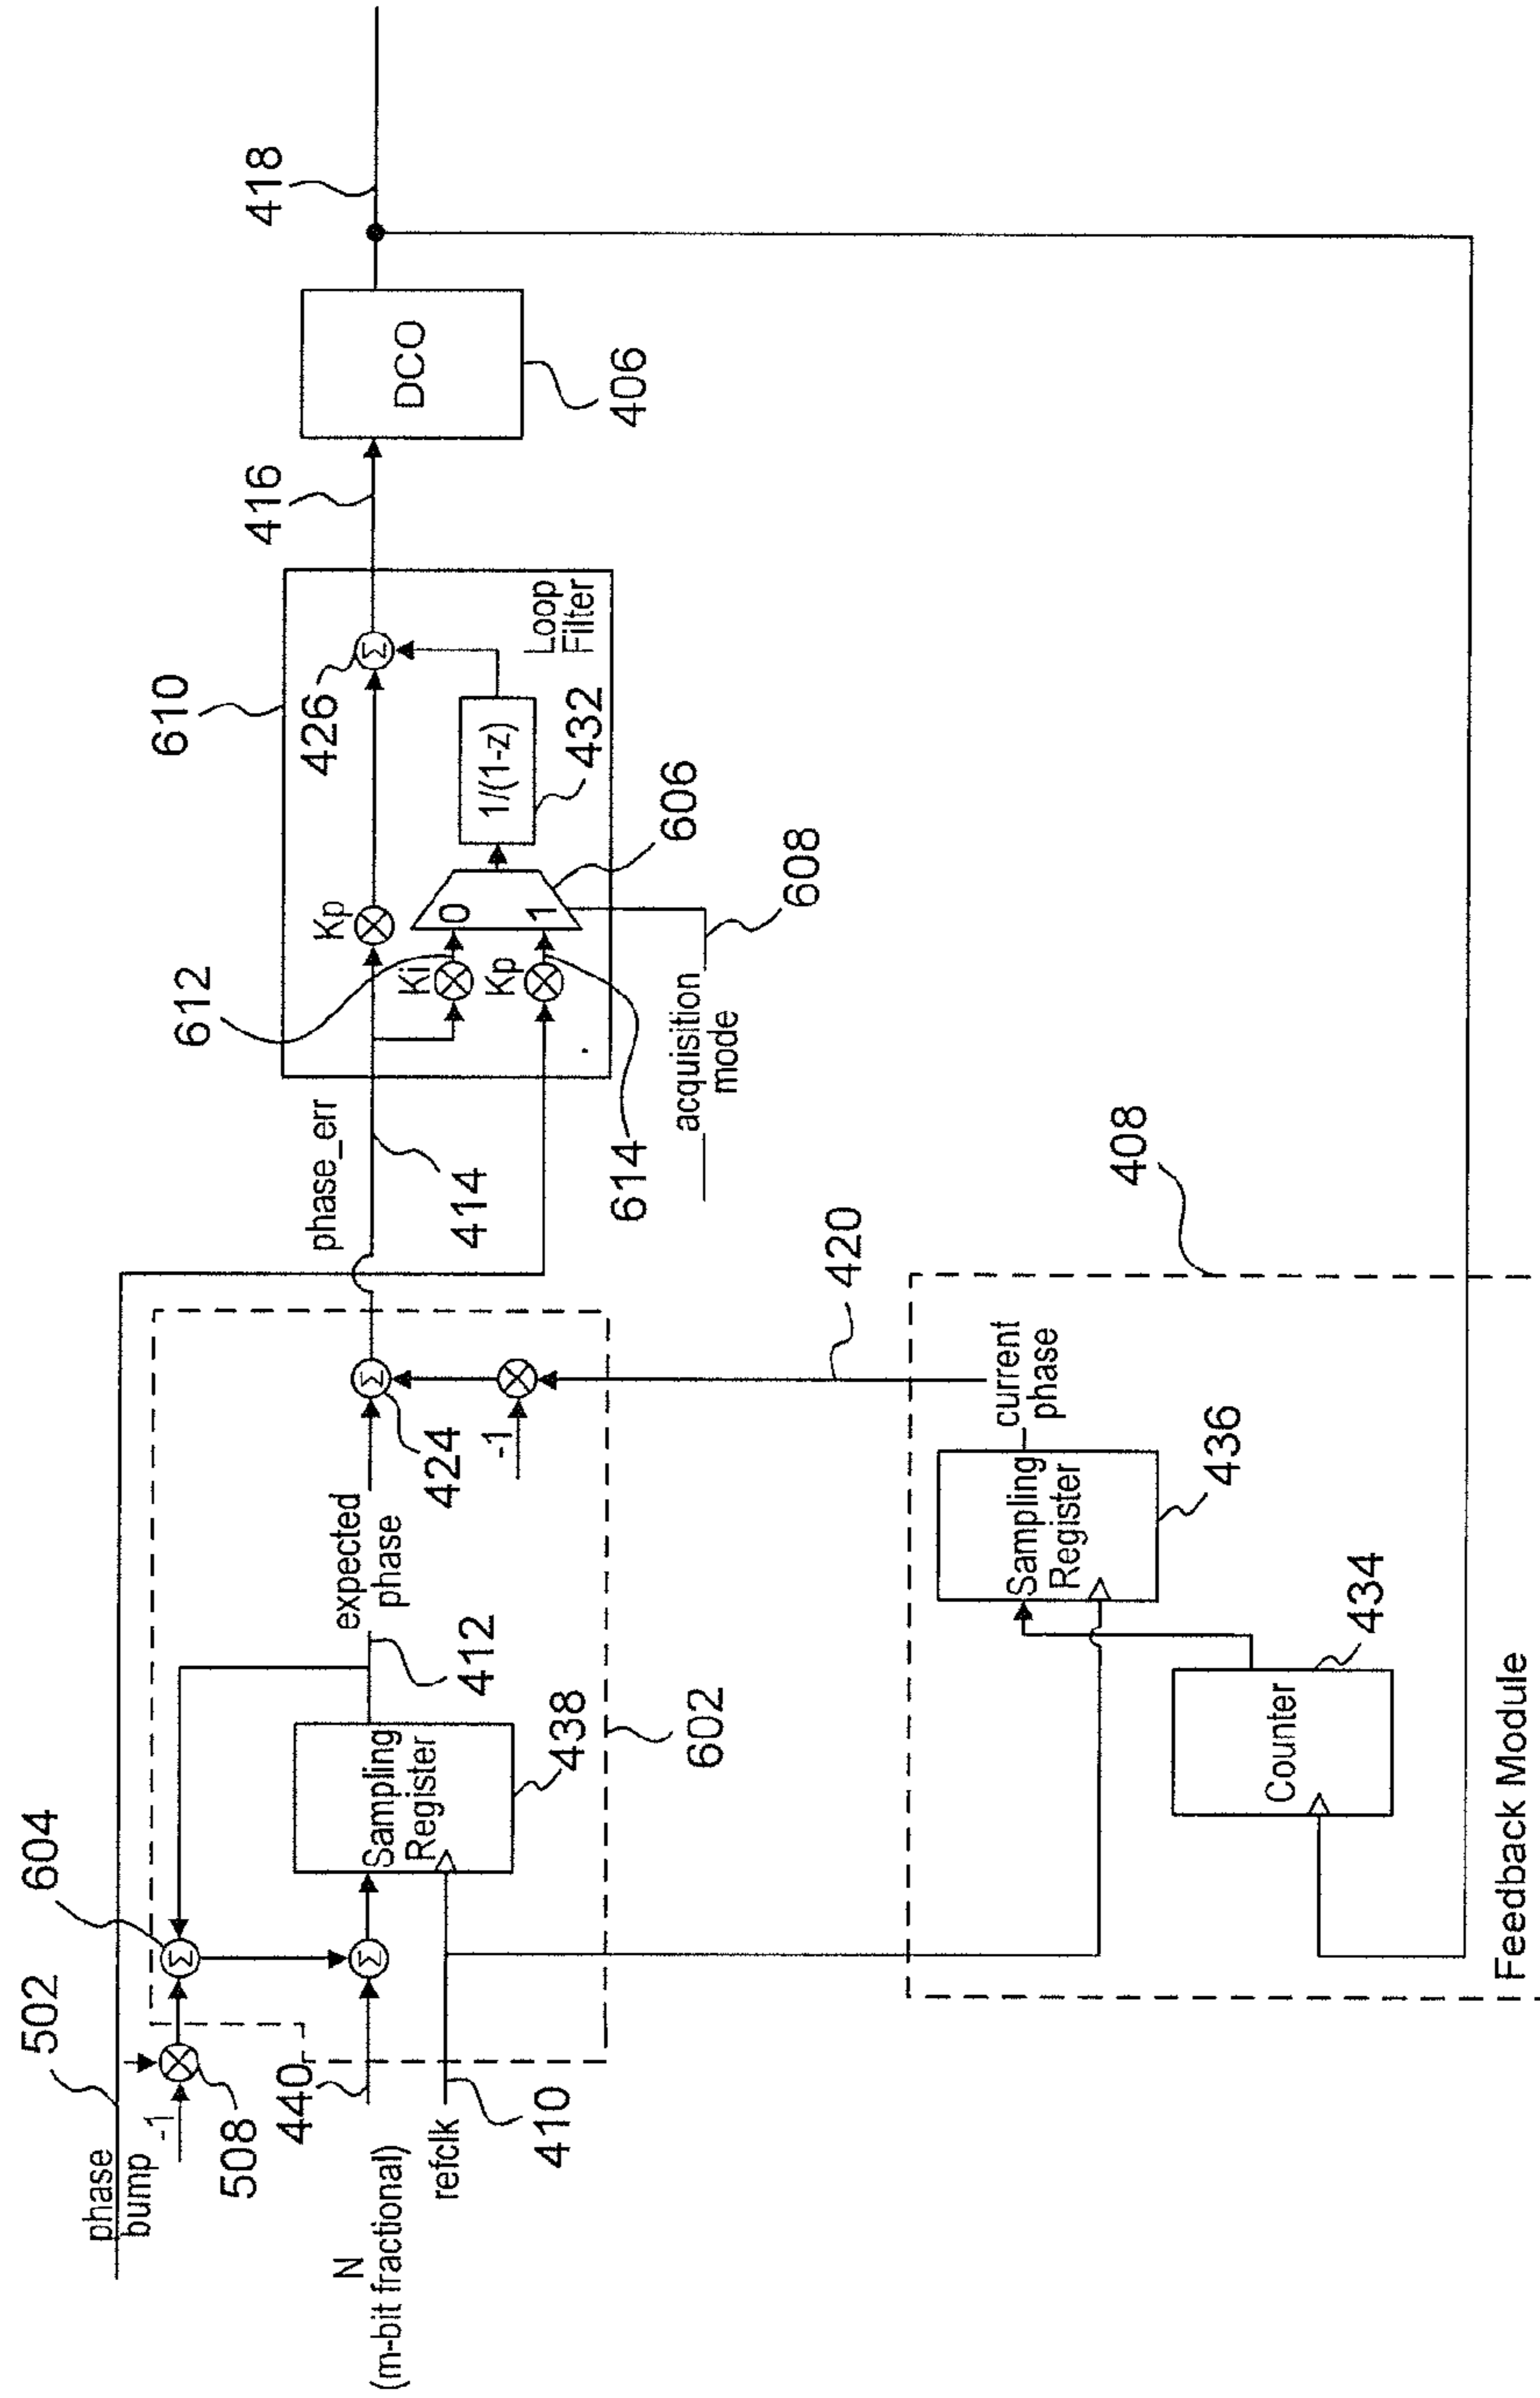 phase
bump
502
-1
508
604
440
N
(m-bit fractional)
refclk
410
Σ
Σ
Sampling
Register
438
412
602
expected
phase
Σ
424
-1
phase_err
414
420
610
612
Kp
Ki
Kp
0
1
614
acquisition
mode
608
606
1/(1-z)
432
Σ
426
Loop
Filter
416
DCO
406
418
408
current
phase
Sampling
Register
436
Counter
434
Feedback Module